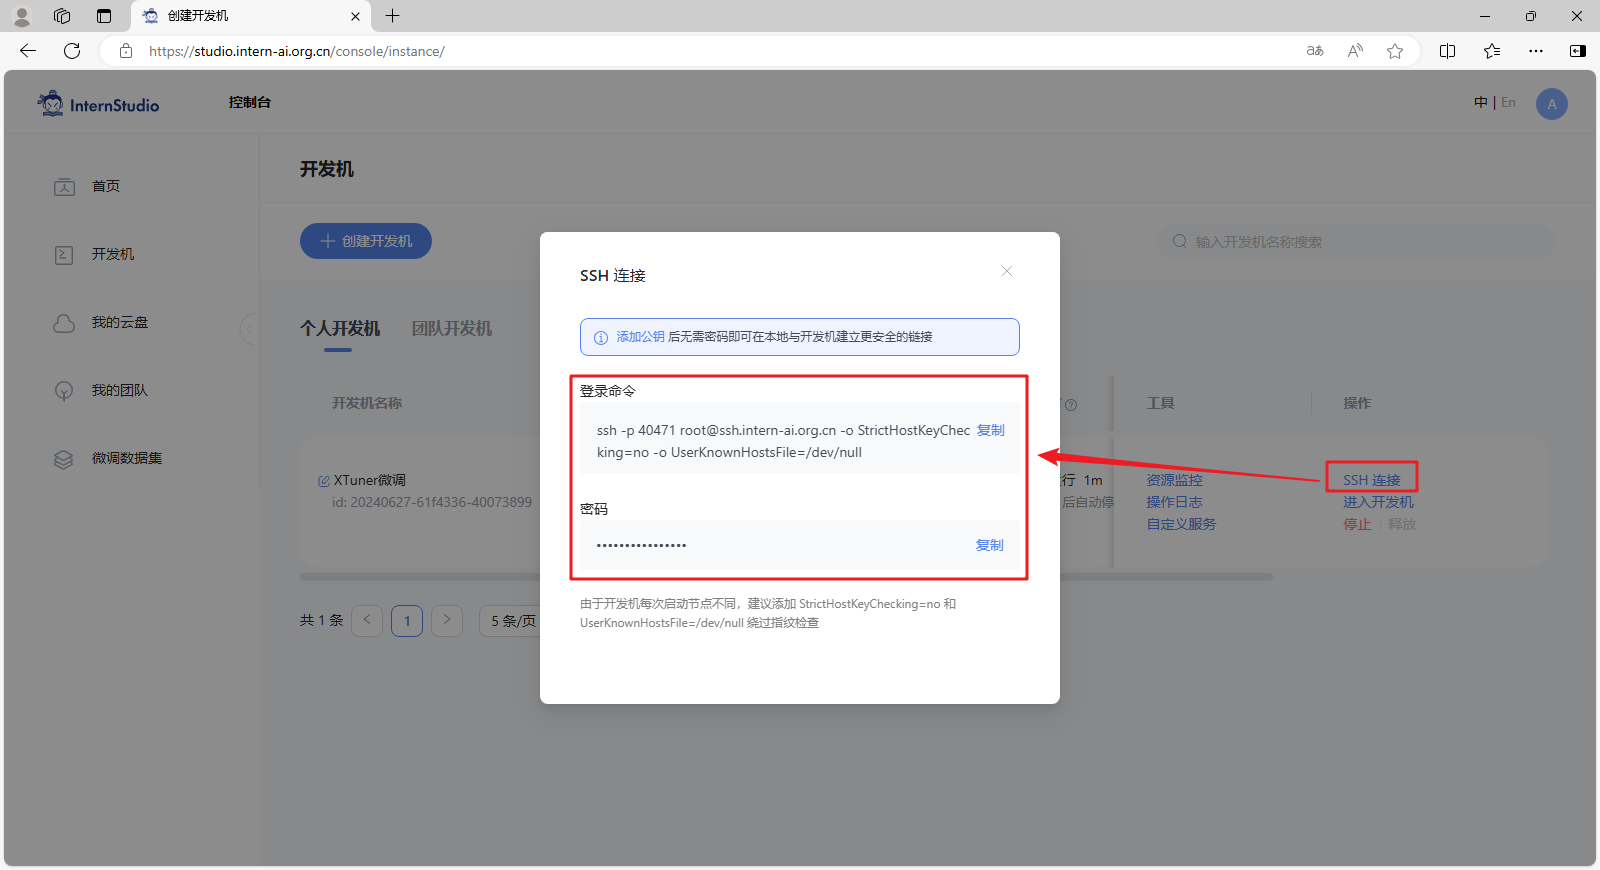 创建开发机
https://studio.intern-ai.org.cn/console/instance/
InternStudio
控制台
中 | En
A
首页
开发机
我的云盘
我的团队
微调数据集
开发机
创建开发机
输入开发机名称搜索
个人开发机 团队开发机
开发机名称
工具
操作
XTuner微调
id: 20240627-61f4336-40073899
行 1m
后自动停
资源监控
操作日志
自定义服务
SSH 连接
进入开发机
停止 释放
共 1 条
1
5 条/页
SSH 连接
添加公钥 后无需密码即可在本地与开发机建立更安全的链接
登录命令
ssh -p 40471 root@ssh.intern-ai.org.cn -o StrictHostKeyChec
king=no -o UserKnownHostsFile=/dev/null
复制
密码
••••••••••••••••
复制
由于开发机每次启动节点不同，建议添加 StrictHostKeyChecking=no 和
UserKnownHostsFile=/dev/null 绕过指纹检查